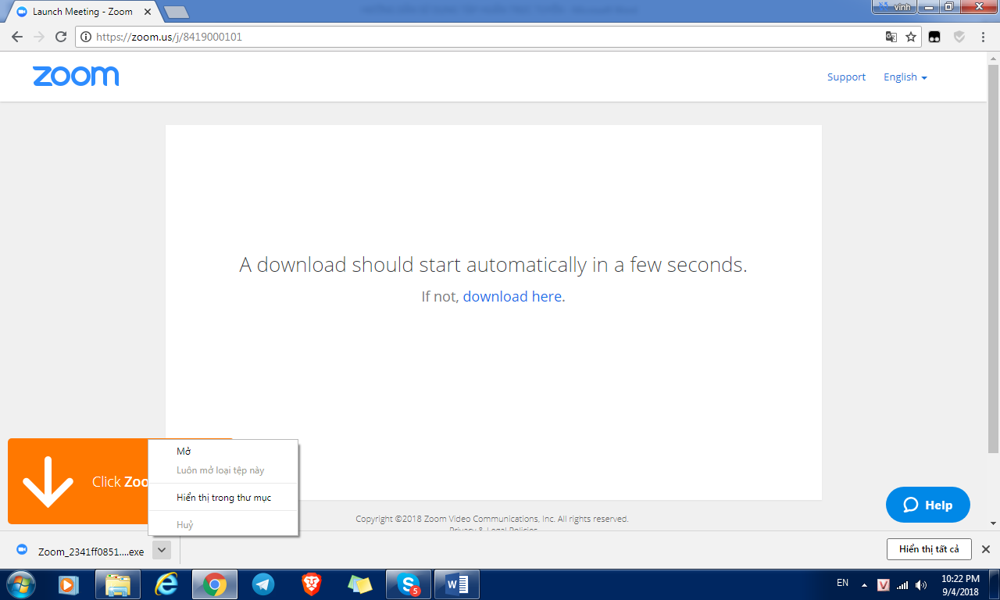 Launch Meeting - Zoom
vinh
https://zoom.us/j/8419000101
zoom
Support
English
A download should start automatically in a few seconds.
If not, download here.
Click Zoo
Mở
Luôn mở loại tệp này
Hiển thị trong thư mục
Huỷ
Help
Copyright ©2018 Zoom Video Communications, Inc. All rights reserved.
Privacy & Legal Policies
Zoom_2341ff0851....exe
Hiển thị tất cả
5
EN
10:22 PM
9/4/2018